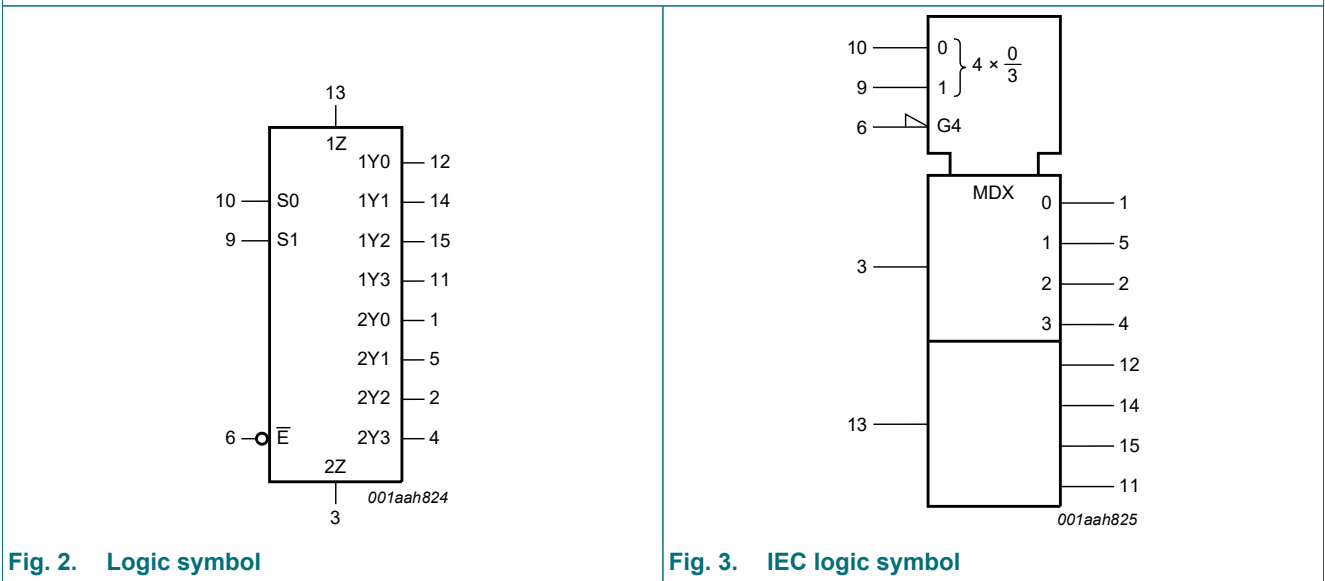 13
1Z
1Y0 12
10 S0 1Y1 14
9 S1 1Y2 15
1Y3 11
2Y0 1
2Y1 5
2Y2 2
6 E̅ 2Y3 4
2Z
3
001aah824
Fig. 2. Logic symbol
10 0
9 1
4 × 0/3
6 G4
MDX
0 1
1 5
3
2 2
3 4
12
14
13
15
11
001aah825
Fig. 3. IEC logic symbol